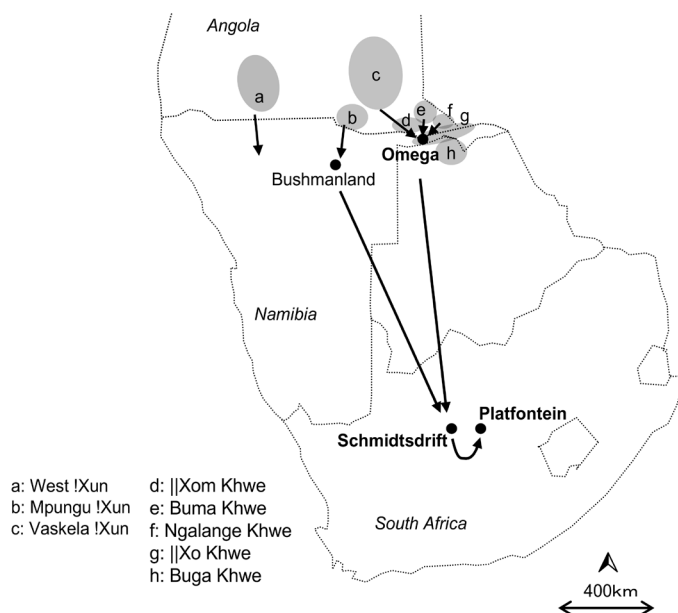 Angola
a
b
c
d
e
f
g
h
Omega
Bushmanland
Namibia
Platfontein
Schmidtsdrift
South Africa
a: West !Xun
b: Mpungu !Xun
c: Vaskela !Xun
d: ||Xom Khwe
e: Buma Khwe
f: Ngalange Khwe
g: ||Xo Khwe
h: Buga Khwe
400km